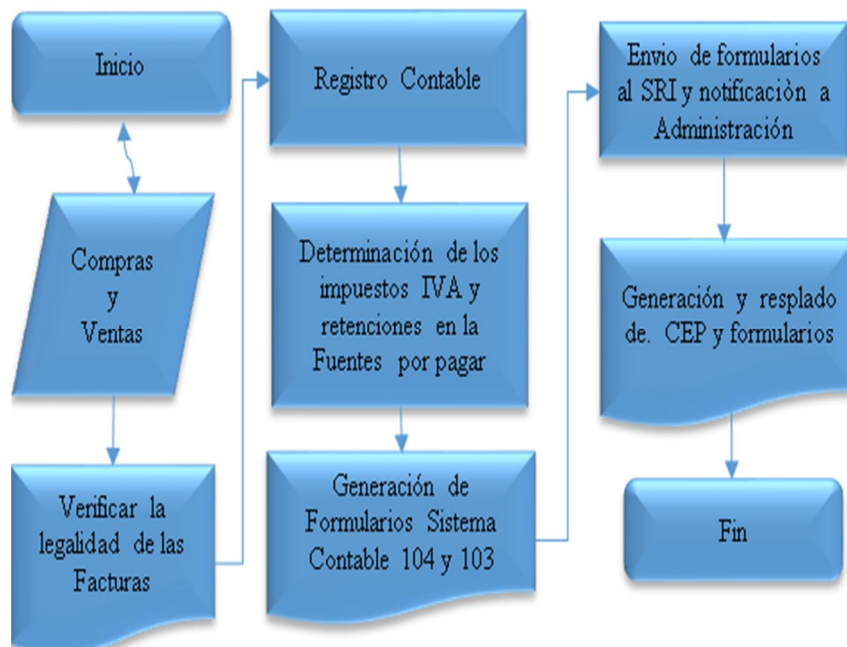 Inicio
Compras
y
Ventas
Verificar la
legalidad de las
Facturas
Registro Contable
Determinación de los
impuestos IVA y
retenciones en la
Fuentes por pagar
Generación de
Formularios Sistema
Contable 104 y 103
Envio de formularios
al SRI y notificaciòn a
Administración
Generación y resplado
de. CEP y formularios
Fin